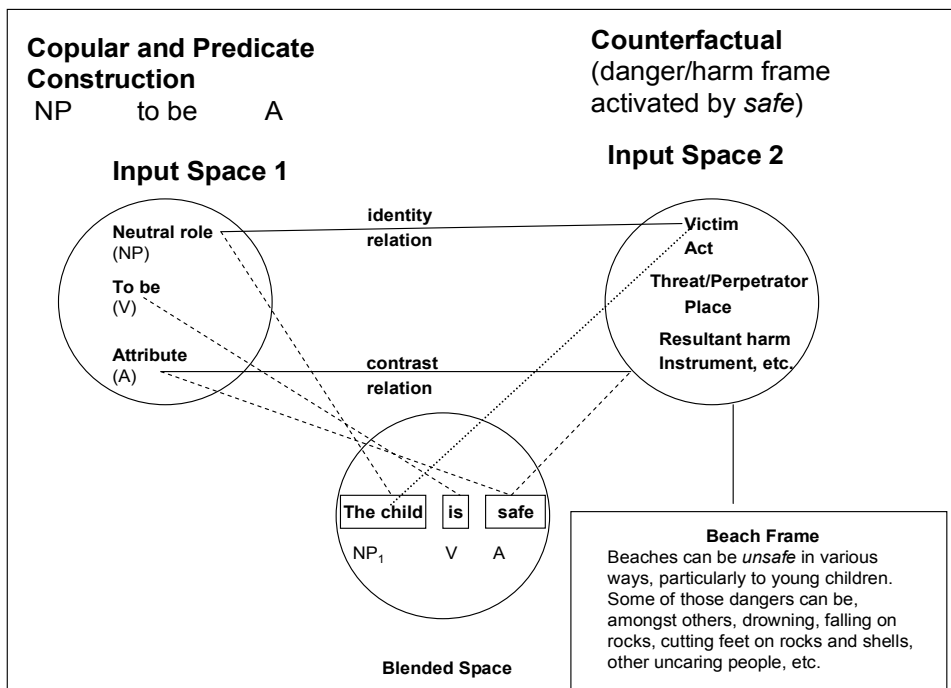 Copular and Predicate
Construction
NP to be A
Counterfactual
(danger/harm frame
activated by safe)
Input Space 1
Input Space 2
Neutral role
(NP)
To be
(V)
Attribute
(A)
identity
relation
contrast
relation
Victim
Act
Threat/Perpetrator
Place
Resultant harm
Instrument, etc.
The child is safe
NP1 V A
Blended Space
Beach Frame
Beaches can be unsafe in various
ways, particularly to young children.
Some of those dangers can be,
amongst others, drowning, falling on
rocks, cutting feet on rocks and shells,
other uncaring people, etc.